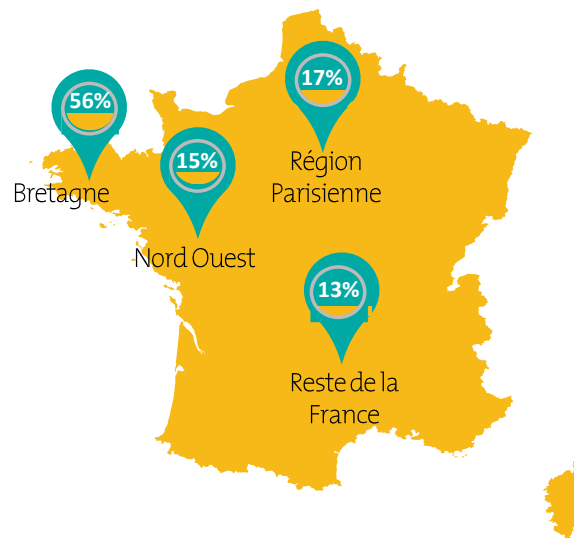 17%
Région
Parisienne
56%
Bretagne
15%
Nord Ouest
13%
Reste de la
France